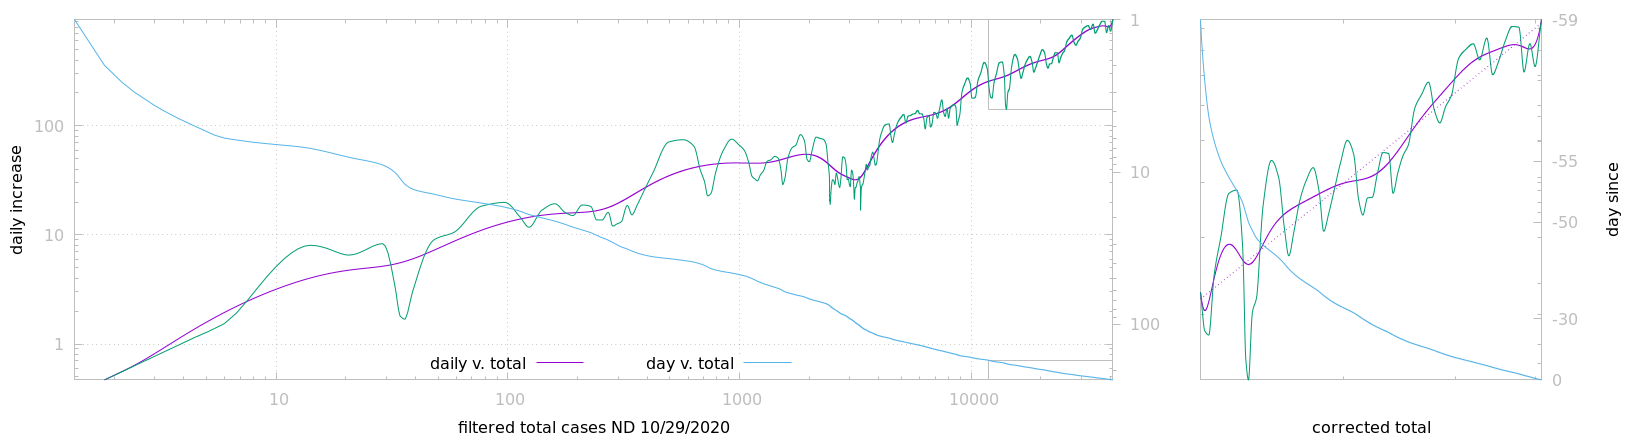 daily increase
100
10
1
10
100
1000
10000
filtered total cases ND 10/29/2020
daily v. total
day v. total
1
10
100
corrected total
-59
-55
-50
-30
0
day since